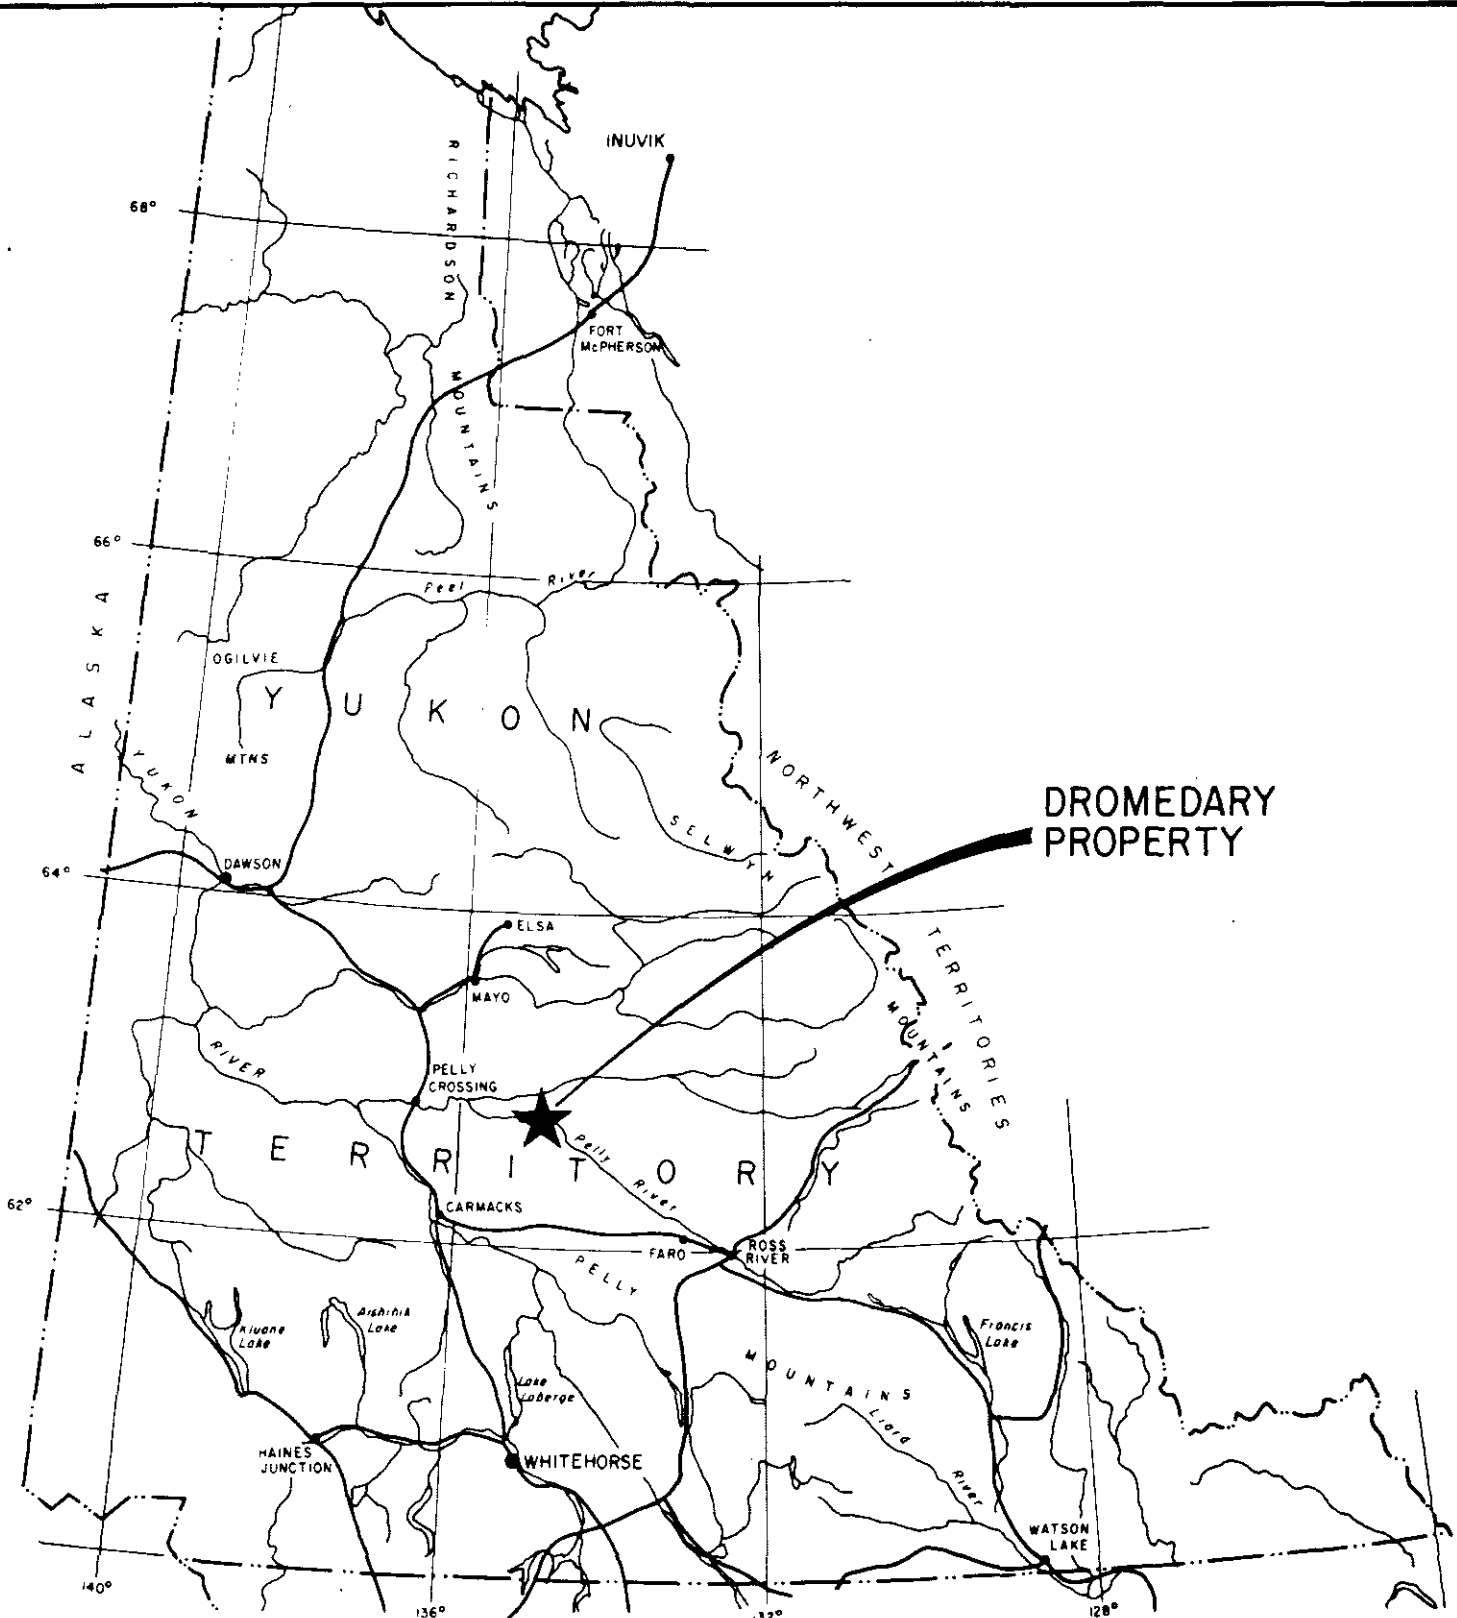 INUVIK
RICHARDSON
68°
FORT
McPHERSON
MOUNTAINS
66°
Peel River
ALASKA
OGILVIE
YUKON
MTNS
YUKON
NORTHWEST
DROMEDARY
PROPERTY
SELWYN
DAWSON
64°
ELSA
TERRITORIES
MAYO
MOUNTAINS
RIVER
PELLY
CROSSING
TERRITORY
Pelly
River
62°
CARMACKS
FARO
ROSS
RIVER
PELLY
Kluane
Lake
Aishihik
Lake
Francis
Lake
MOUNTAINS
Lake
Laberge
Liard
River
HAINES
JUNCTION
WHITEHORSE
WATSON
LAKE
140°
136°
132°
128°